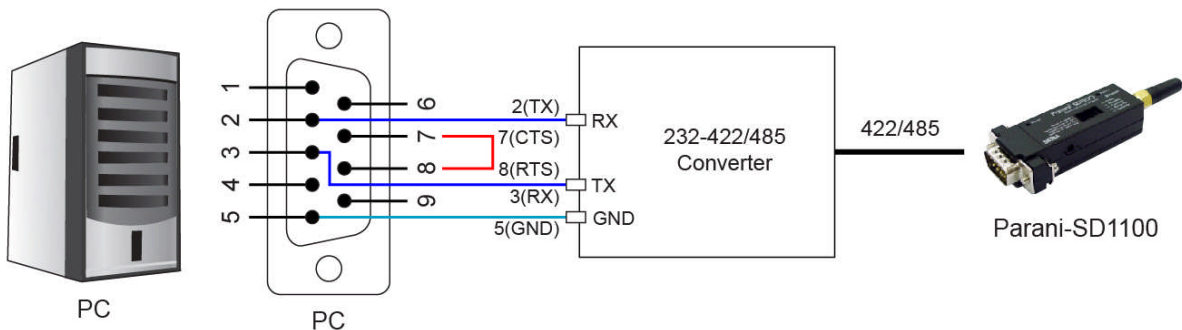 PC
1
2
3
4
5
6
7
8
9
PC
2(TX)
7(CTS)
8(RTS)
3(RX)
5(GND)
RX
TX
GND
232-422/485
Converter
422/485
Parani-SD1100